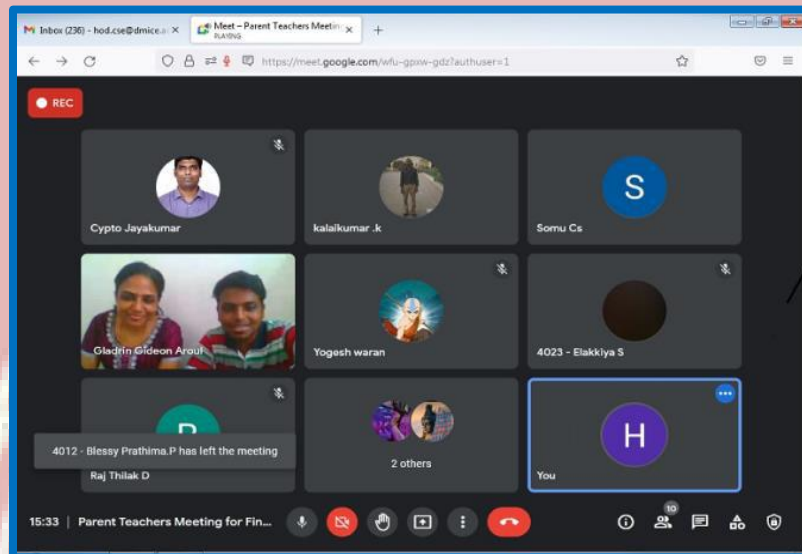 Inbox (236) - hod.cse@dmice.a
Meet – Parent Teachers Meetin
PLAYING
https://meet.google.com/wfu-gpxw-gdz?authuser=1
REC
Cypto Jayakumar
kalaikumar .k
Somu Cs
S
Gladrin Gideon Arout
Yogesh waran
4023 - Elakkiya S
4012 - Blessy Prathima.P has left the meeting
Raj Thilak D
2 others
H
You
15:33 | Parent Teachers Meeting for Fin...
10